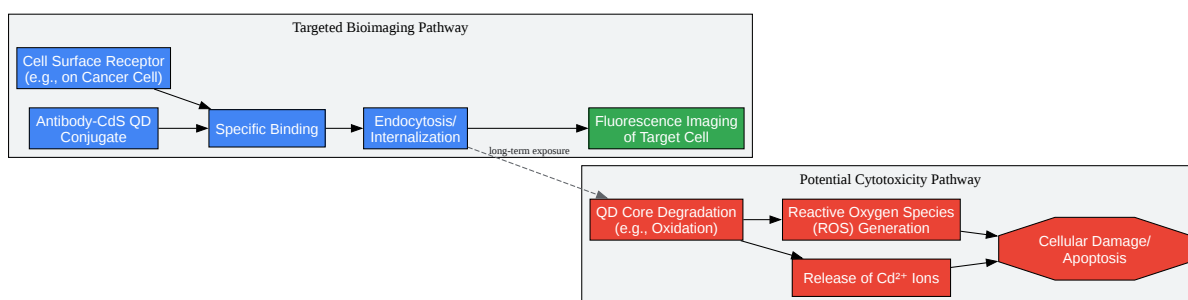 Targeted Bioimaging Pathway
Cell Surface Receptor
(e.g., on Cancer Cell)
Antibody-CdS QD
Conjugate
Specific Binding
Endocytosis/
Internalization
Fluorescence Imaging
of Target Cell
long-term exposure
Potential Cytotoxicity Pathway
QD Core Degradation
(e.g., Oxidation)
Reactive Oxygen Species
(ROS) Generation
Release of Cd²⁺ Ions
Cellular Damage/
Apoptosis